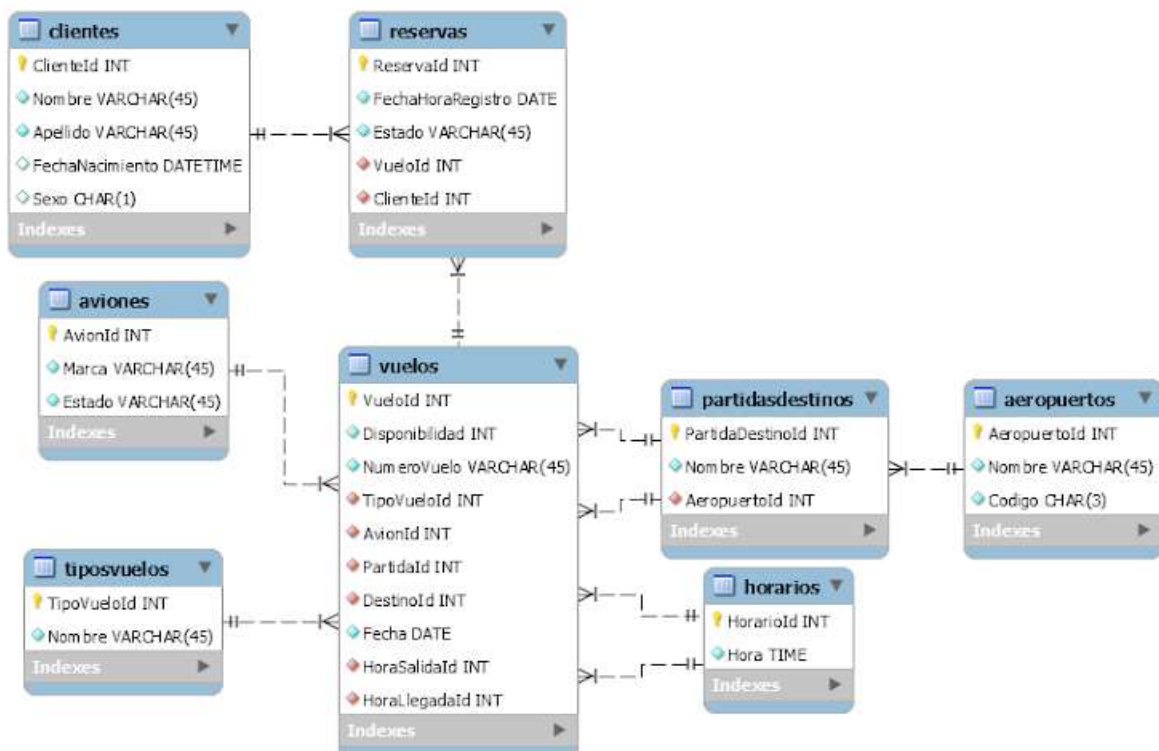 clientes
ClienteId INT
Nombre VARCHAR(45)
Apellido VARCHAR(45)
FechaNacimiento DATETIME
Sexo CHAR(1)
Indexes
reservas
ReservaId INT
FechaHoraRegistro DATE
Estado VARCHAR(45)
VueloId INT
ClienteId INT
Indexes
aviones
AvionId INT
Marca VARCHAR(45)
Estado VARCHAR(45)
Indexes
vuelos
VueloId INT
Disponibilidad INT
NumeroVuelo VARCHAR(45)
TipoVueloId INT
AvionId INT
PartidaId INT
DestinoId INT
Fecha DATE
HoraSalidaId INT
HoraLlegadaId INT
Indexes
partidasdestinos
PartidaDestinoId INT
Nombre VARCHAR(45)
AeropuertoId INT
Indexes
aeropuertos
AeropuertoId INT
Nombre VARCHAR(45)
Codigo CHAR(3)
Indexes
tiposvuelos
TipoVueloId INT
Nombre VARCHAR(45)
Indexes
horarios
HorarioId INT
Hora TIME
Indexes